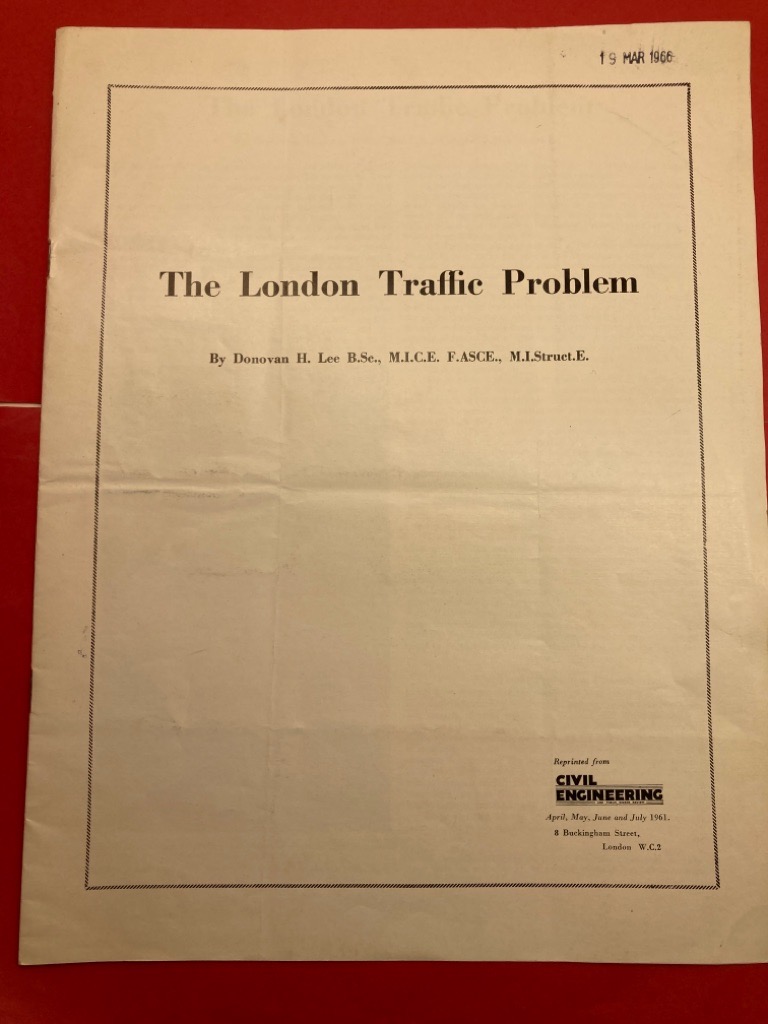 19 MAR 1966
The London Traffic Problem
By Donovan H. Lee B.Sc., M.I.C.E. F.ASCE., M.I.Struct.E.
Reprinted from
CIVIL
ENGINEERING
April, May, June and July 1961.
8 Buckingham Street,
London W.C.2